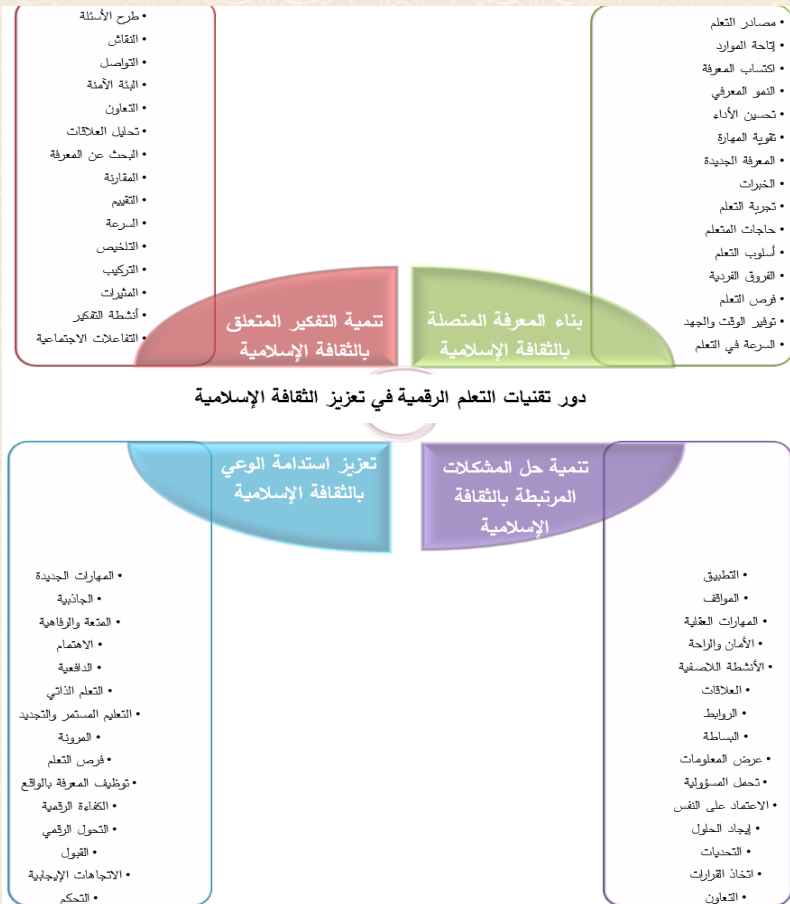 • مصادر التعلم
• إتاحة الموارد
• اكتساب المعرفة
• النمو المعرفي
• تحسين الأداء
• تقوية المهارة
• المعرفة الجديدة
• الخبرات
• تجربة التعلم
• حاجات المتعلم
• أسلوب التعلم
• الفروق الفردية
• فرص التعلم
• توفير الوقت والجهد
• السرعة في التعلم
بناء المعرفة المتصلة
بالثقافة الإسلامية
• طرح الأسئلة
• النقاش
• التواصل
• البئة الآمنة
• التعاون
• تحليل العلاقات
• البحث عن المعرفة
• المقارنة
• التقييم
• السرعة
• التلخيص
• التركيب
• المثيرات
• أنشطة التفكير
• التفاعلات الاجتماعية
تنمية التفكير المتعلق
بالثقافة الإسلامية
دور تقنيات التعلم الرقمية في تعزيز الثقافة الإسلامية
تنمية حل المشكلات
المرتبطة بالثقافة
الإسلامية
• التطبيق
• المواقف
• المهارات العقلية
• الأمان والراحة
• الأنشطة اللاصفية
• العلاقات
• الروابط
• البساطة
• عرض المعلومات
• تحمل المسؤولية
• الاعتماد على النفس
• إيجاد الحلول
• التحديات
• اتخاذ القرارات
• التعاون
تعزيز استدامة الوعي
بالثقافة الإسلامية
• المهارات الجديدة
• الجاذبية
• المتعة والرفاهية
• الاهتمام
• الدافعية
• التعلم الذاتي
• التعليم المستمر والتجديد
• المرونة
• فرص التعلم
• توظيف المعرفة بالواقع
• الكفاءة الرقمية
• التحول الرقمي
• القبول
• الاتجاهات الإيجابية
• التحكم